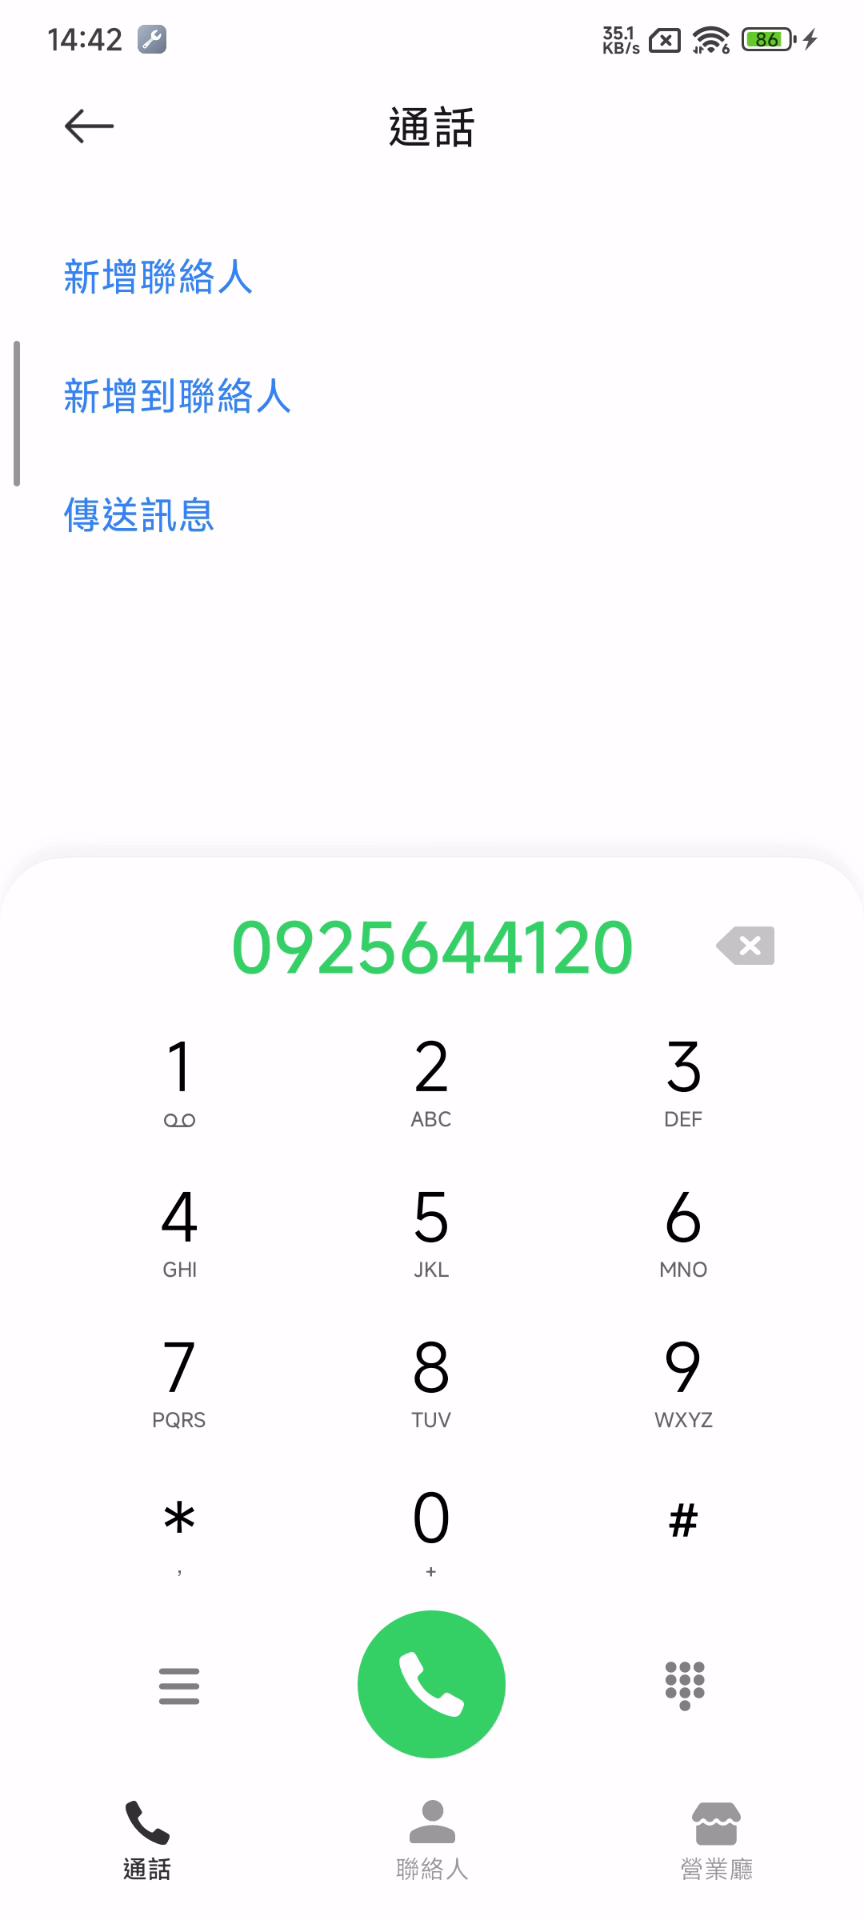 14:42
35.1
KB/s
6
86
通話
新增聯絡人
新增到聯絡人
傳送訊息
0925644120
1 2 3
ABC DEF
4 5 6
GHI JKL MNO
7 8 9
PQRS TUV WXYZ
* 0 #
, +
通話 聯絡人 營業廳